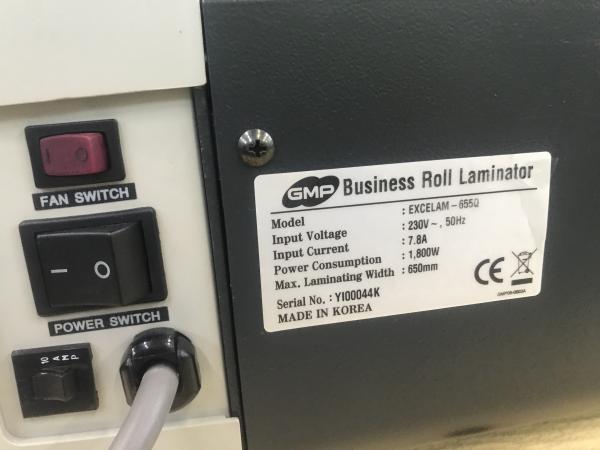 GMP Business Roll Laminator
Model : EXCELAM-655Q
Input Voltage : 230V~, 50Hz
Input Current : 7.8A
Power Consumption : 1,800W
Max. Laminating Width : 650mm
Serial No. : YI00044K
MADE IN KOREA
CE
FAN SWITCH
POWER SWITCH
10 AMP